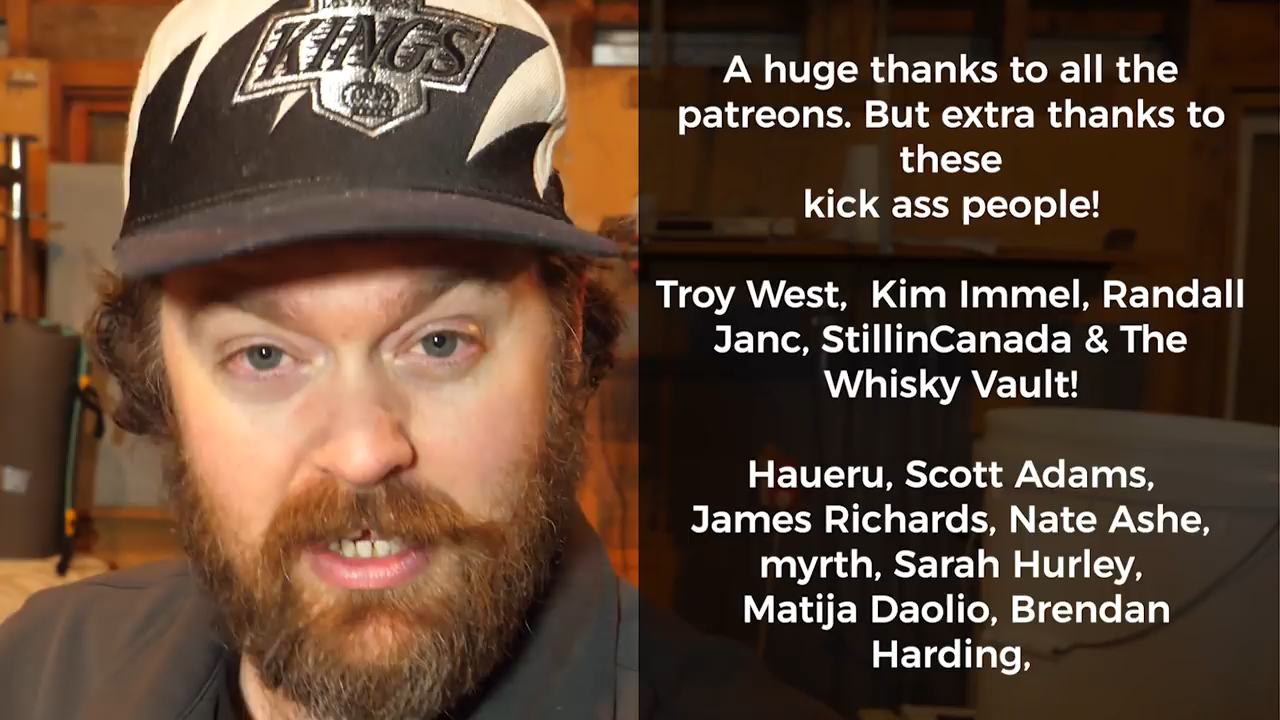 KINGS
A huge thanks to all the
patreons. But extra thanks to
these
kick ass people!
Troy West, Kim Immel, Randall
Janc, StillinCanada & The
Whisky Vault!
Haueru, Scott Adams,
James Richards, Nate Ashe,
myrth, Sarah Hurley,
Matija Daolio, Brendan
Harding,